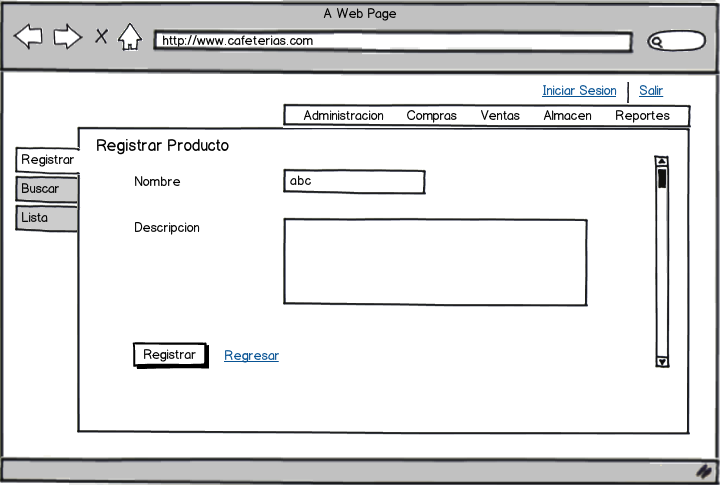 A Web Page
http://www.cafeterias.com
Iniciar Sesion Salir
Administracion Compras Ventas Almacen Reportes
Registrar Producto
Registrar
Buscar
Lista
Nombre abc
Descripcion
Registrar Regresar